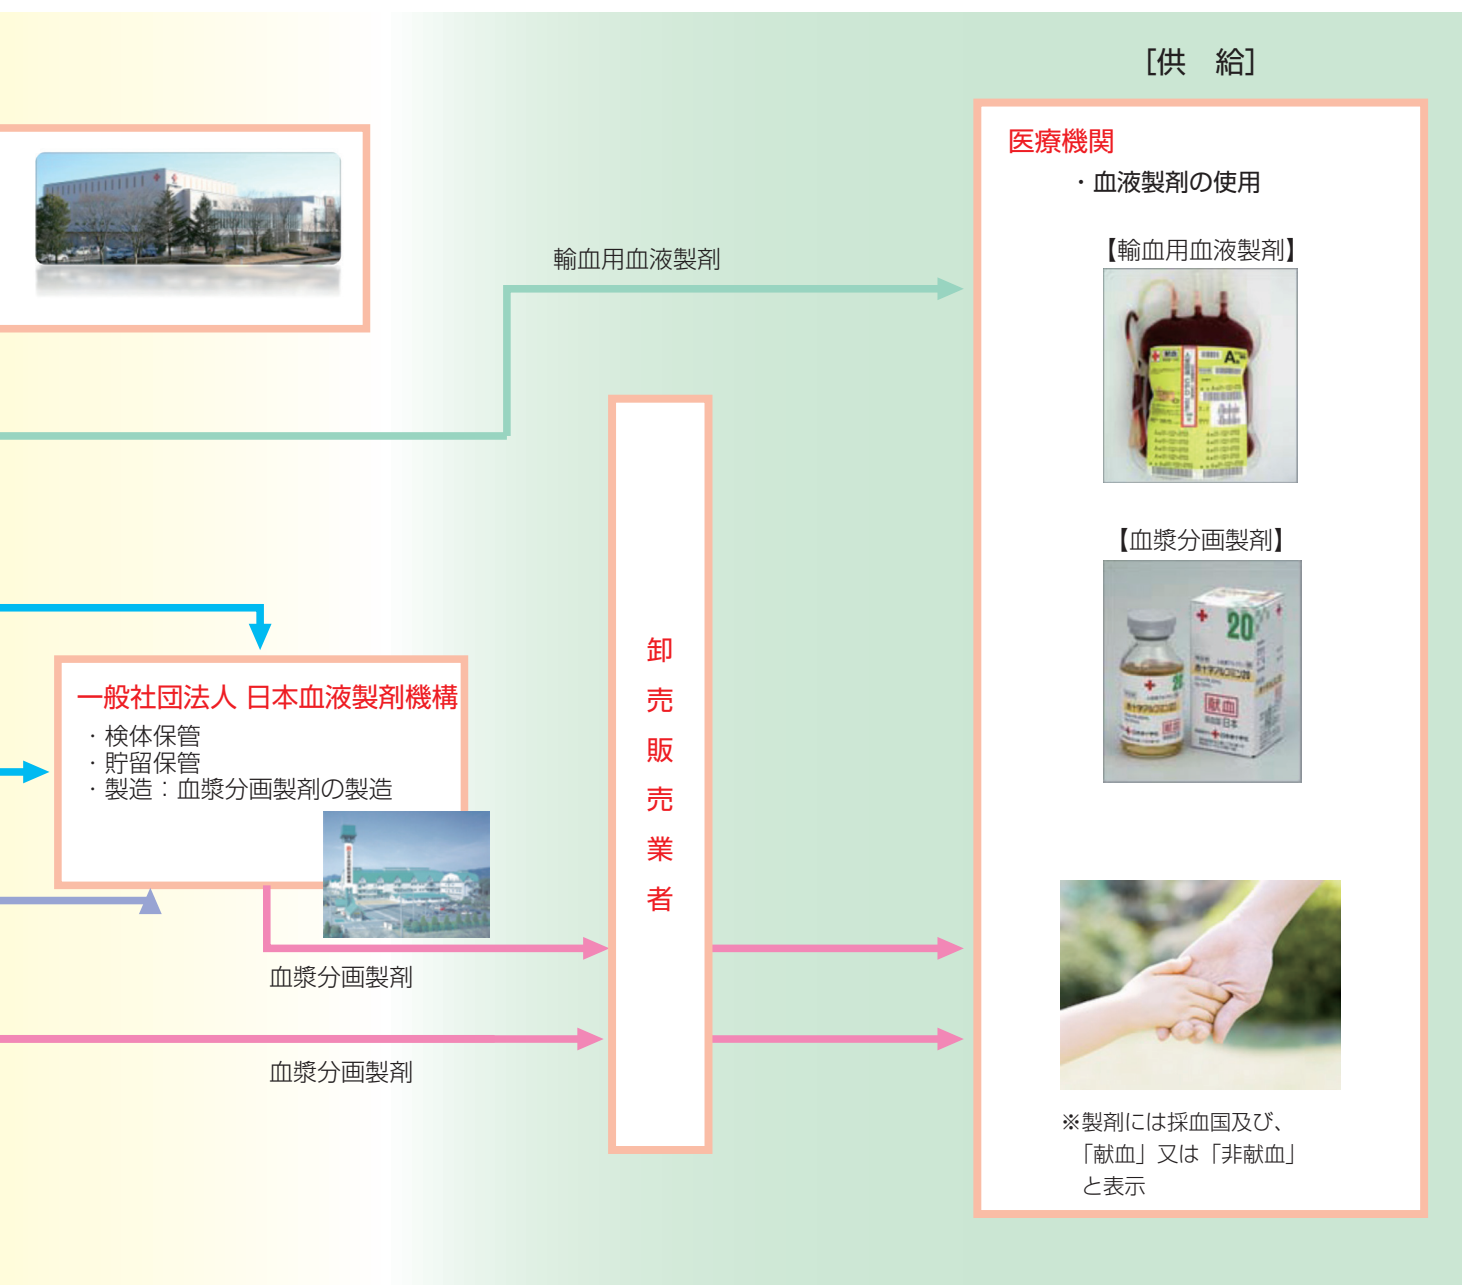 ［供　給］
医療機関
・血液製剤の使用
【輸血用血液製剤】
輸血用血液製剤
A
【血漿分画製剤】
20
献血
日本
一般社団法人 日本血液製剤機構
・検体保管
・貯留保管
・製造：血漿分画製剤の製造
卸売販売業者
血漿分画製剤
血漿分画製剤
※製剤には採血国及び、
「献血」又は「非献血」
と表示